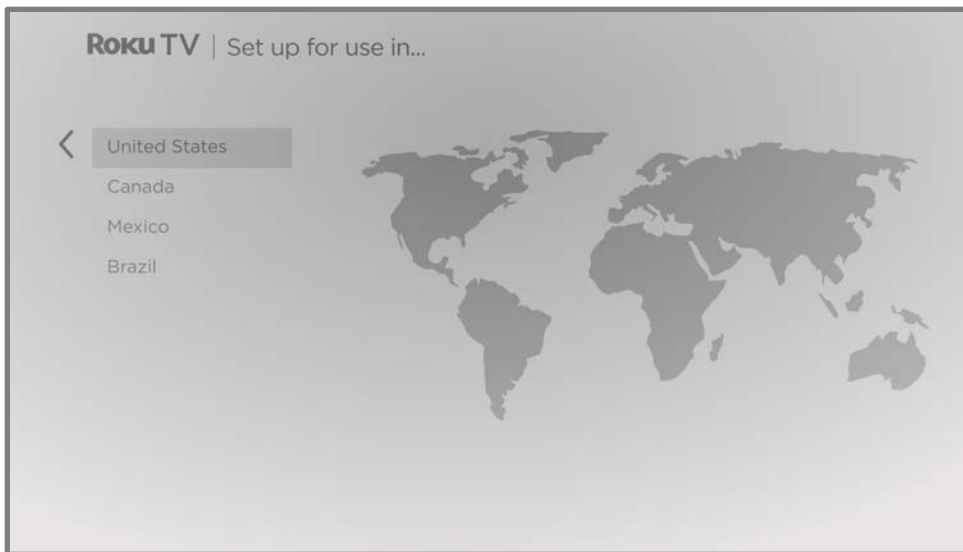 Roku TV | Set up for use in...
United States
Canada
Mexico
Brazil